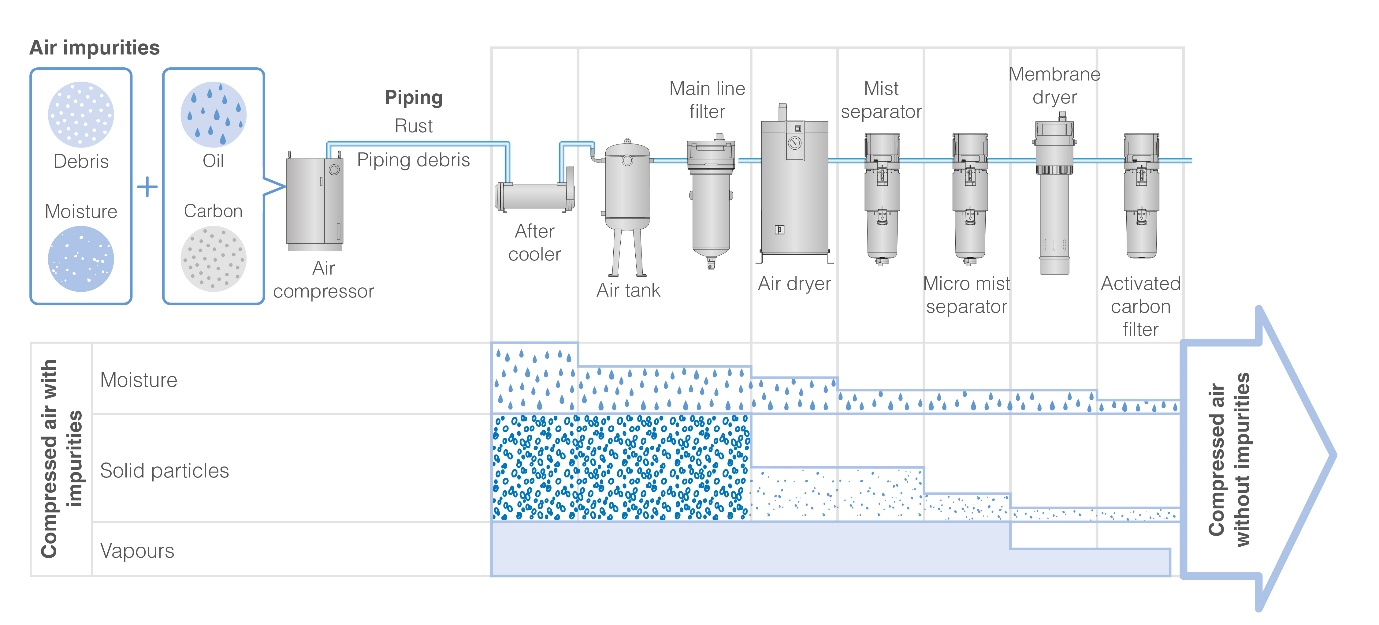 Air impurities
Debris
Moisture
+
Oil
Carbon
Air
compressor
Piping
Rust
Piping debris
After
cooler
Air tank
Main line
filter
Air dryer
Mist
separator
Micro mist
separator
Membrane
dryer
Activated
carbon
filter
Compressed air with
impurities
Moisture
Solid particles
Vapours
Compressed air
without impurities